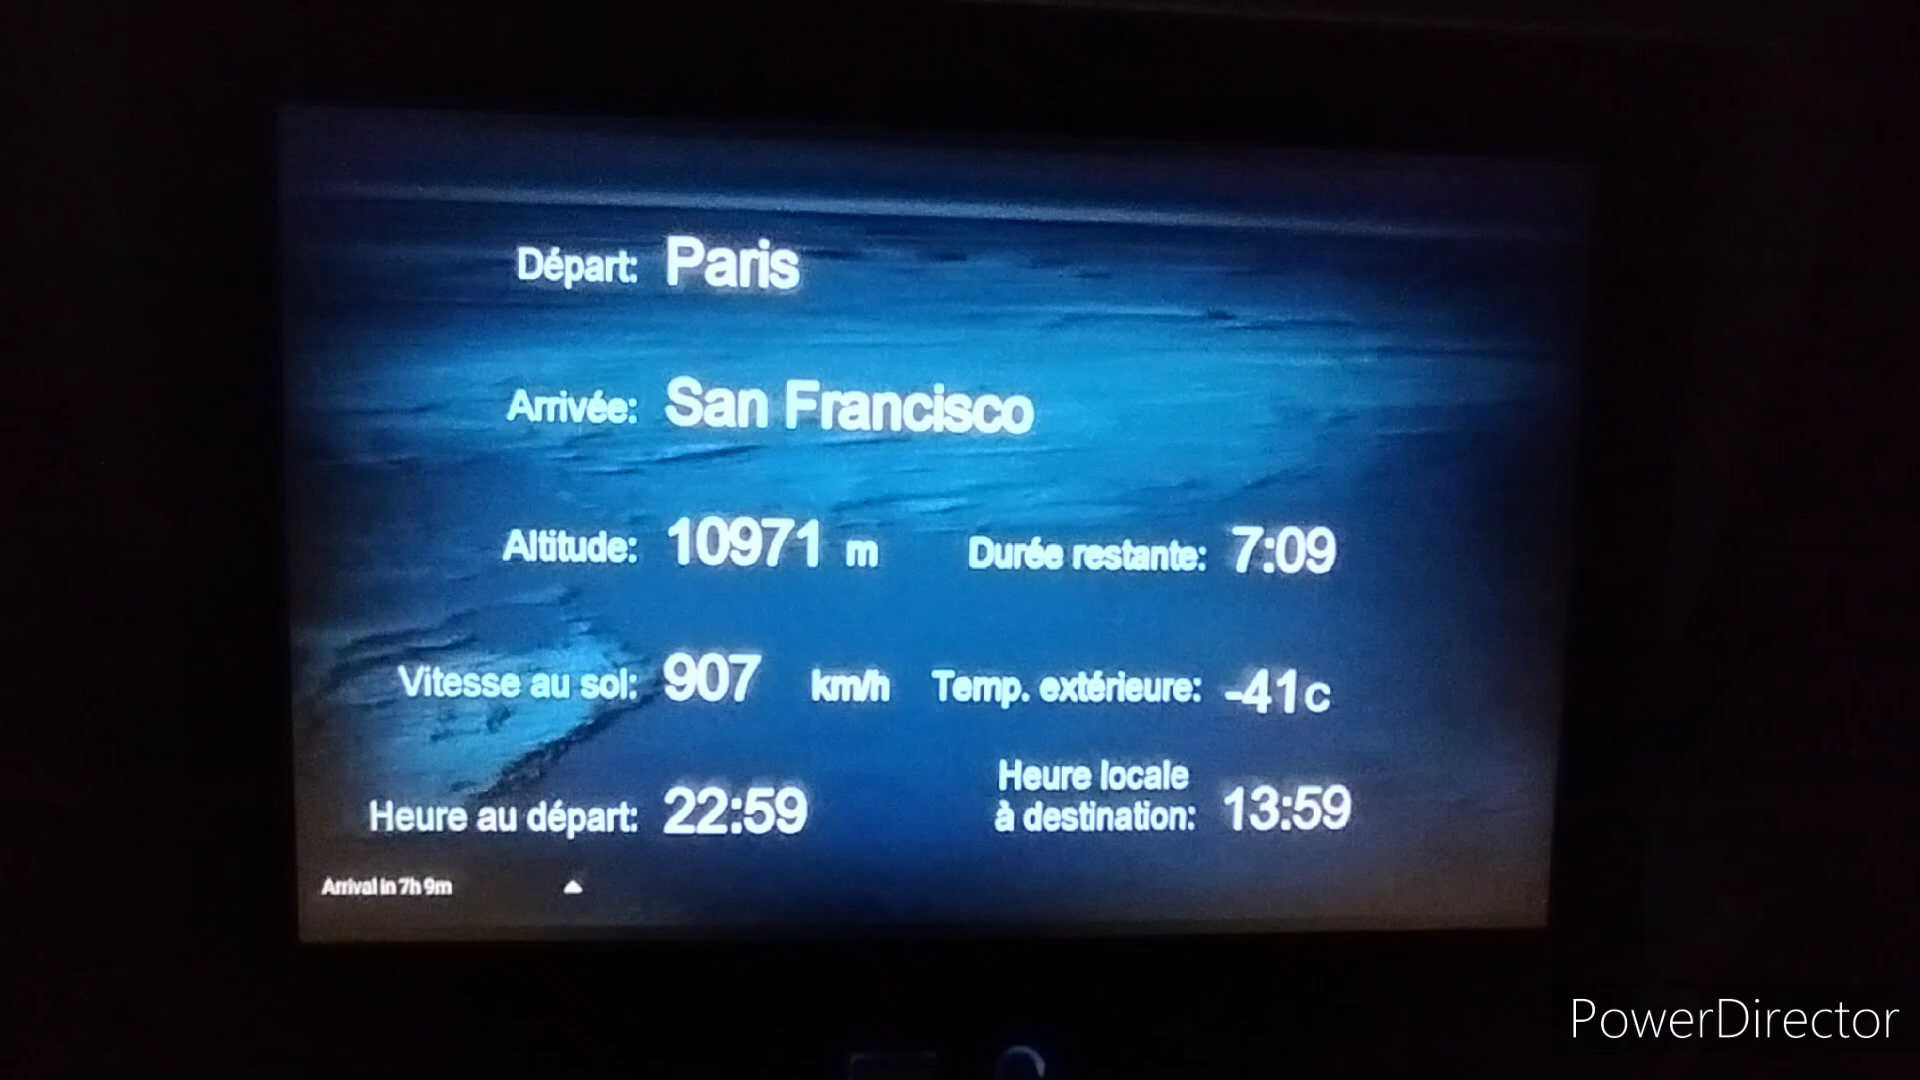 Départ: Paris
Arrivée: San Francisco
Altitude: 10971 m Durée restante: 7:09
Vitesse au sol: 907 km/h Temp. extérieure: -41c
Heure au départ: 22:59 Heure locale
à destination: 13:59
Arrival in 7h 9m
PowerDirector